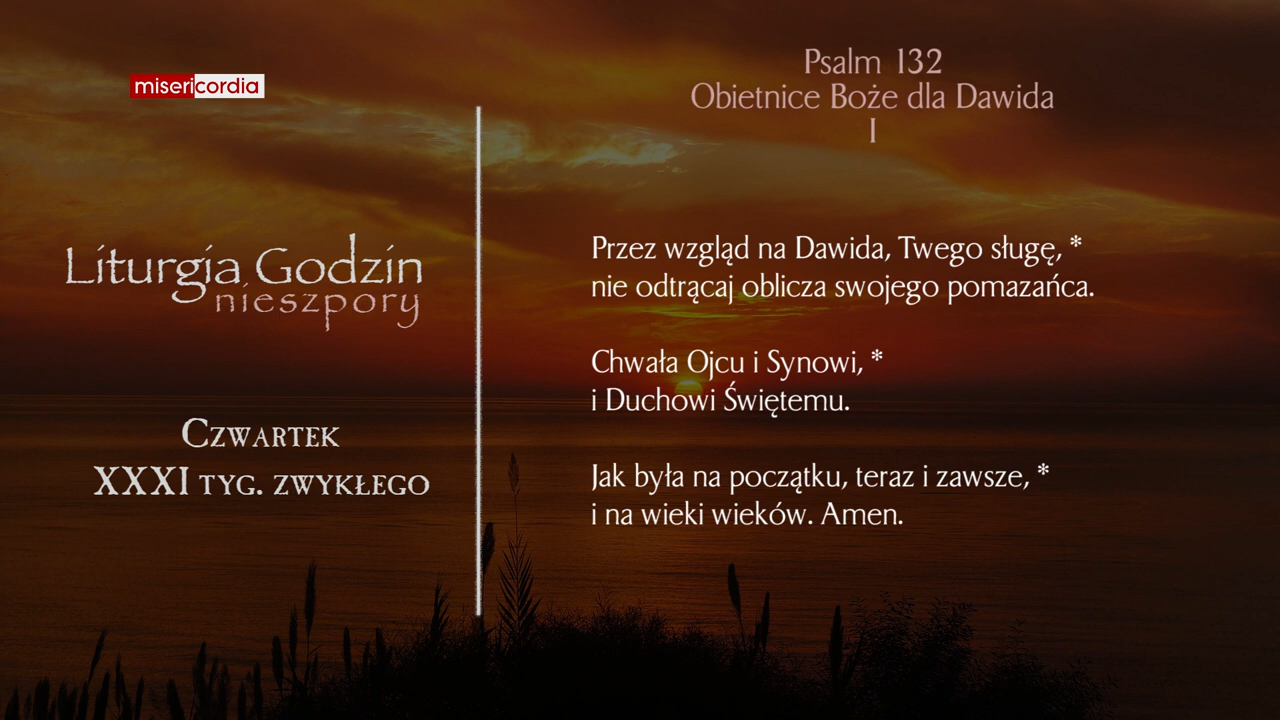 misericordia
Liturgia Godzin
nieszpory
Czwartek
XXXI tyg. zwykłego
Psalm 132
Obietnice Boże dla Dawida
I
Przez wzgląd na Dawida, Twego sługę, *
nie odtrącaj oblicza swojego pomazańca.
Chwała Ojcu i Synowi, *
i Duchowi Świętemu.
Jak była na początku, teraz i zawsze, *
i na wieki wieków. Amen.